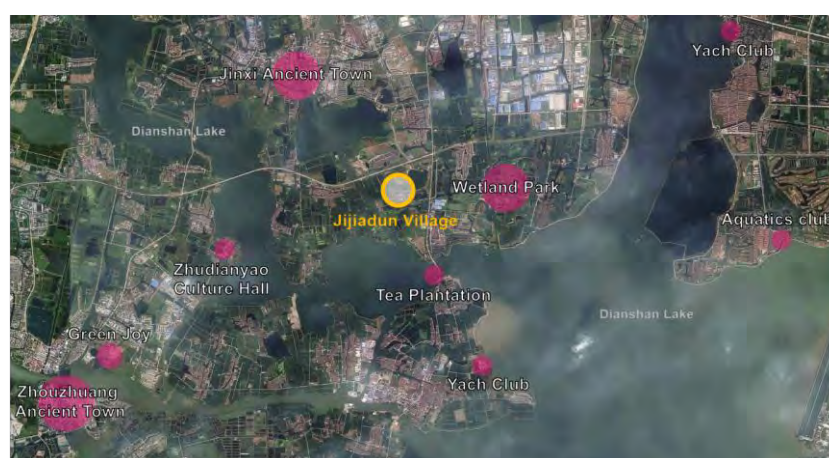 Yach Club
Jinxi Ancient Town
Dianshan Lake
Wetland Park
Jijiadun Village
Aquatics club
Zhudianyao
Culture Hall
Tea Plantation
Dianshan Lake
Green Joy
Yach Club
Zhouzhuang
Ancient Town